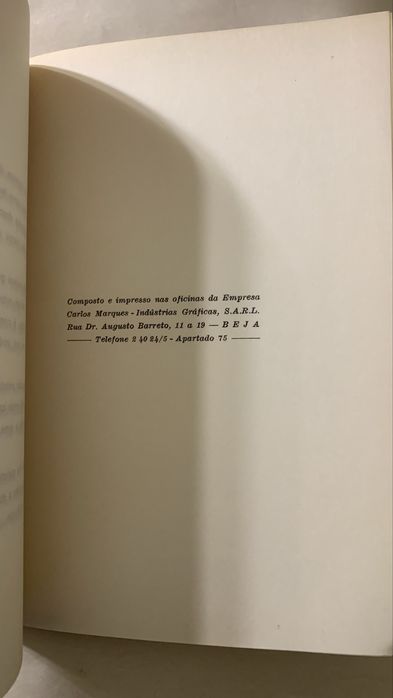 Composto e impresso nas oficinas da Empresa
Carlos Marques - Indústrias Gráficas, S.A.R.L.
Rua Dr. Augusto Barreto, 11 a 19 — B E J A
—— Telefone 2 40 24/5 - Apartado 75 ——